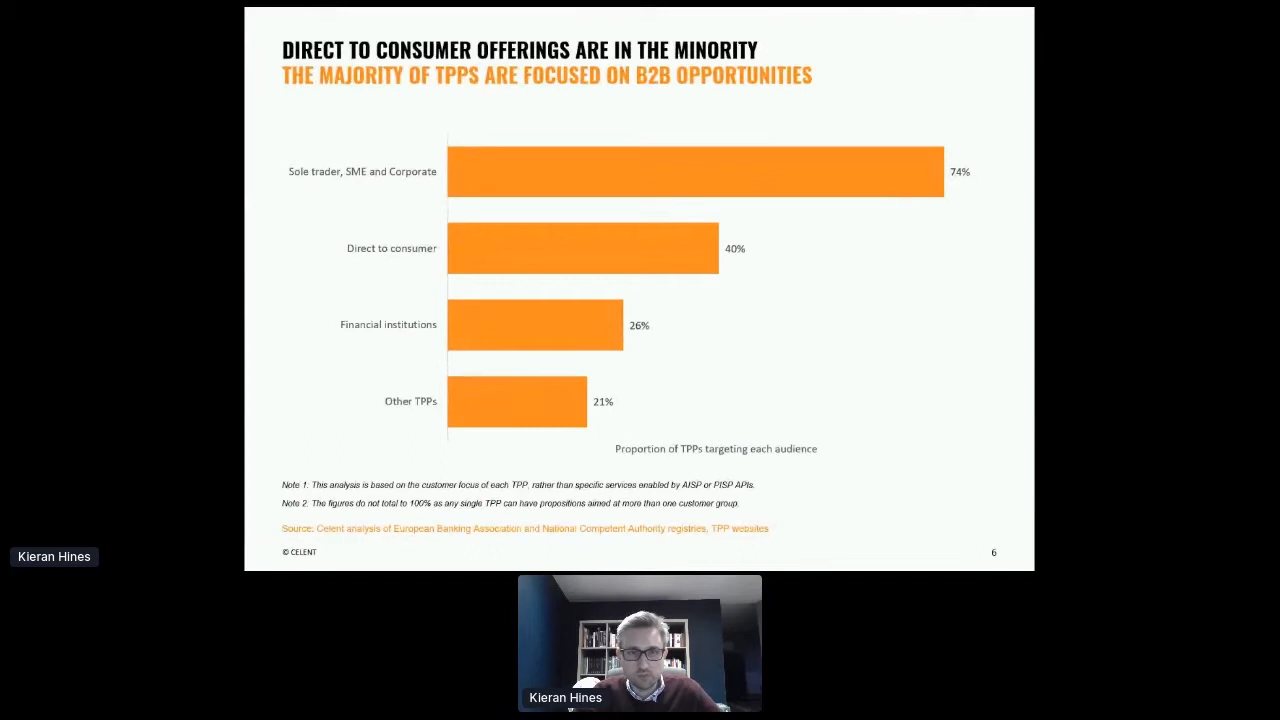 DIRECT TO CONSUMER OFFERINGS ARE IN THE MINORITY
THE MAJORITY OF TPPS ARE FOCUSED ON B2B OPPORTUNITIES
Sole trader, SME and Corporate
74%
Direct to consumer
40%
Financial institutions
26%
Other TPPs
21%
Proportion of TPPs targeting each audience
Note 1: This analysis is based on the customer focus of each TPP, rather than specific services enabled by AISP or PISP APIs.
Note 2. The figures do not total to 100% as any single TPP can have propositions aimed at more than one customer group.
Source: Celent analysis of European Banking Association and National Competent Authority registries, TPP websites
© CELENT
6
Kieran Hines
Kieran Hines